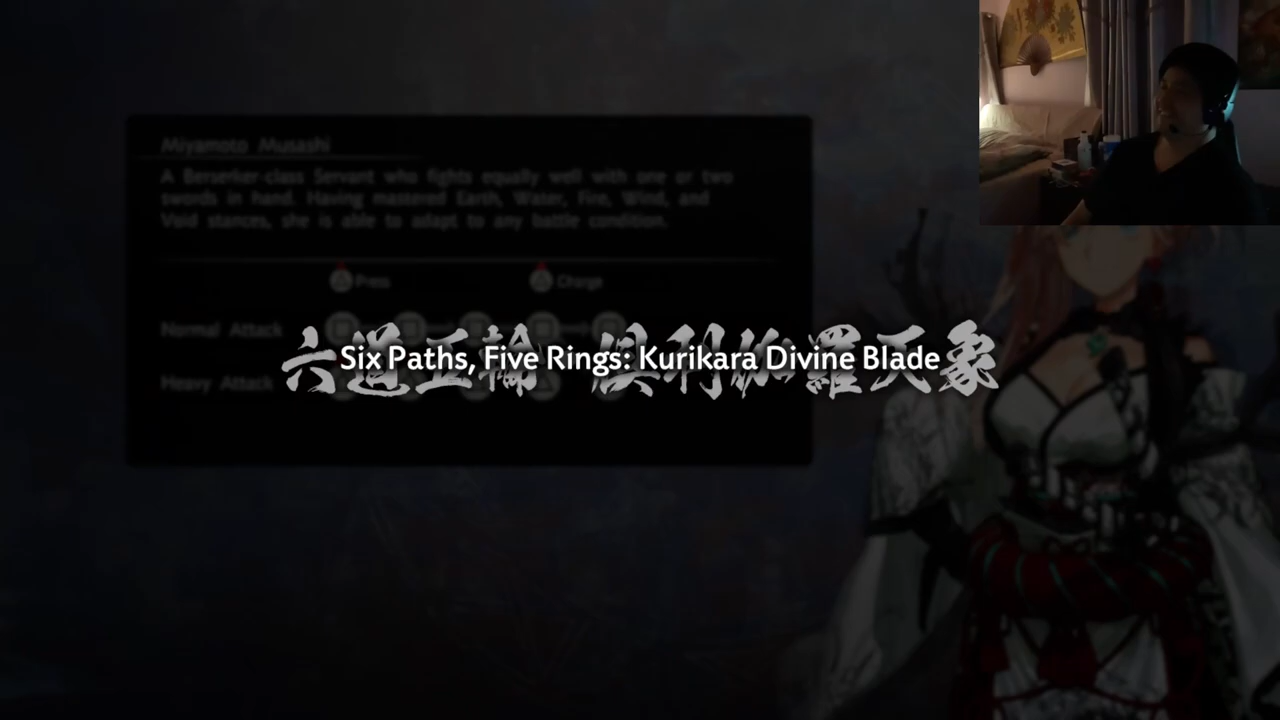 Miyamoto Musashi
A Berserker-class Servant who fights equally well with one or two
swords in hand. Having mastered Earth, Water, Fire, Wind, and
Void stances, she is able to adapt to any battle condition.
Press
Charge
Normal Attack
六道五輪 倶利伽羅天象
Six Paths, Five Rings: Kurikara Divine Blade
Heavy Attack